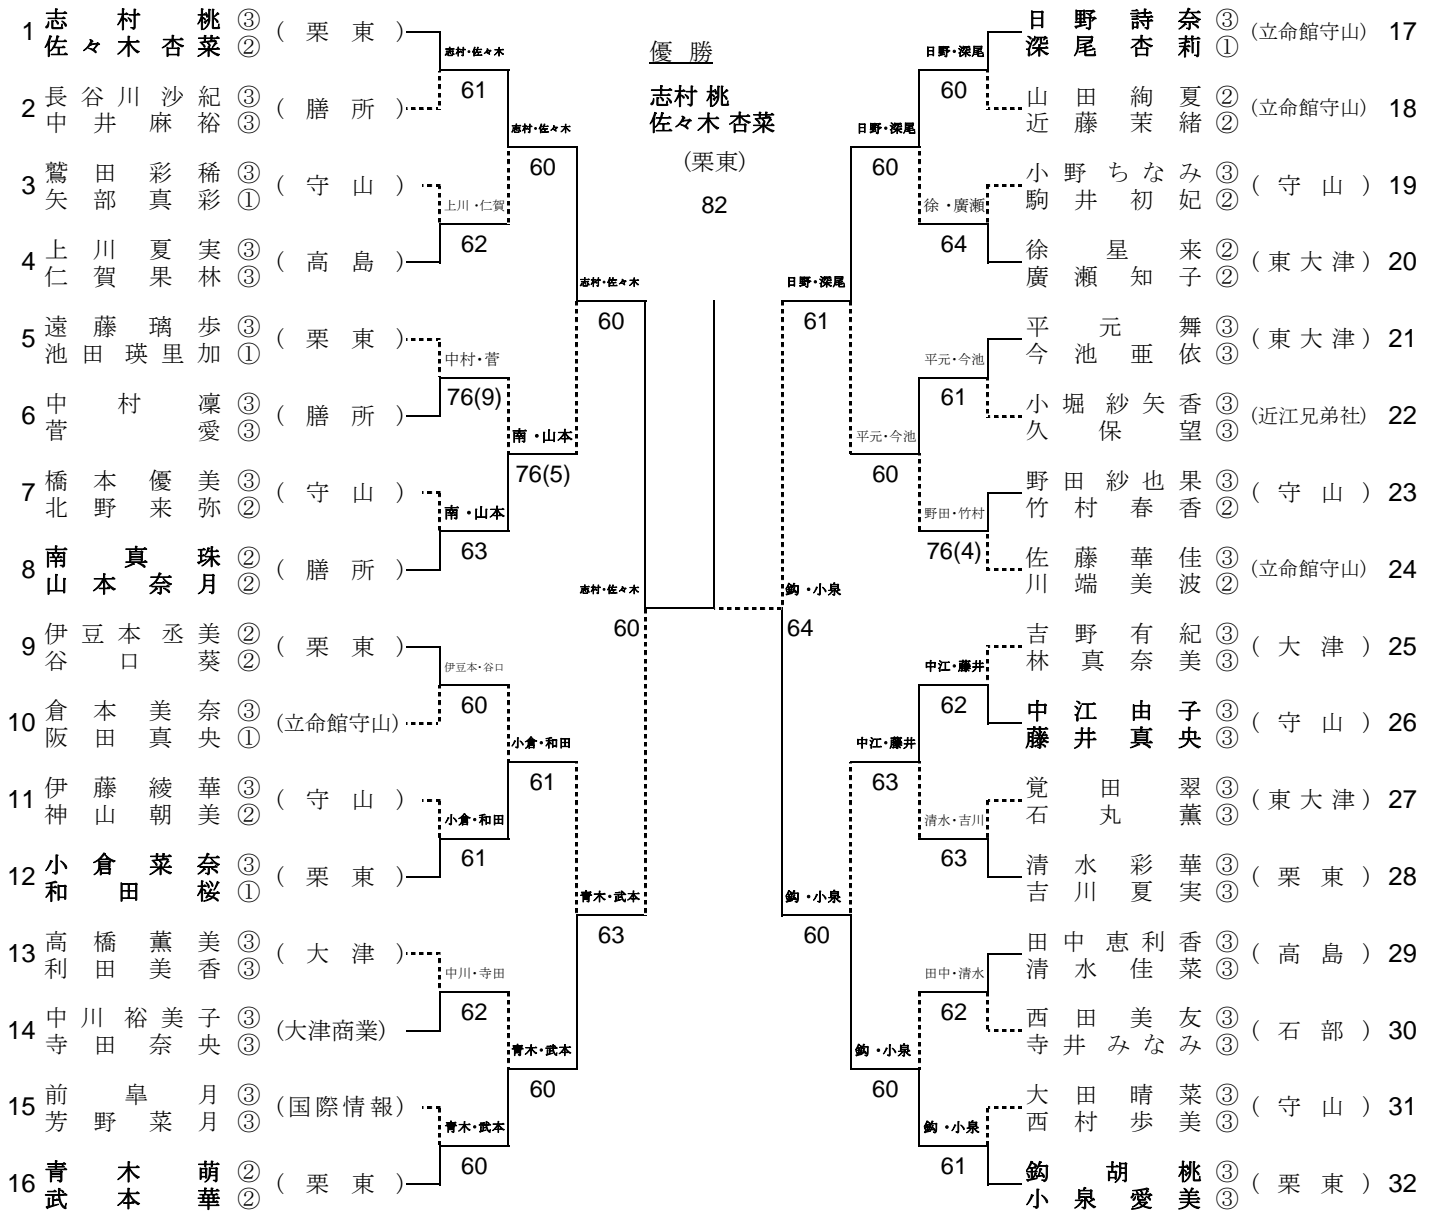 優 勝
志村 桃
佐々木 杏菜
(栗東)
82
1 志村桃 ③ (栗東)
佐々木杏菜 ②
2 長谷川沙紀 ③ (膳所)
中井麻裕 ③
3 鷲田彩稀 ③ (守山)
矢部真彩 ①
4 上川夏実 ③ (高島)
仁賀果林 ③
5 遠藤璃歩 ③ (栗東)
池田瑛里加 ①
6 中村凜 ③ (膳所)
菅愛 ③
7 橋本優美 ③ (守山)
北野来弥 ②
8 南真珠 ② (膳所)
山本奈月 ②
9 伊豆本丞美 ② (栗東)
谷口葵 ②
10 倉本美奈 ③ (立命館守山)
阪田真央 ①
11 伊藤綾華 ③ (守山)
神山朝美 ②
12 小倉菜奈 ③ (栗東)
和田桜 ①
13 高橋薫美 ③ (大津)
利田美香 ③
14 中川裕美子 ③ (大津商業)
寺田奈央 ③
15 前皐月 ③ (国際情報)
芳野菜月 ③
16 青木萌 ② (栗東)
武本華 ②
志村・佐々木
61
上川・仁賀
62
中村・菅
76(9)
南・山本
63
伊豆本・谷口
60
小倉・和田
61
中川・寺田
62
青木・武本
60
志村・佐々木
60
南・山本
76(5)
小倉・和田
61
青木・武本
60
志村・佐々木
60
青木・武本
63
志村・佐々木
60
鈎・小泉
64
日野・深尾
61
鈎・小泉
60
日野・深尾
60
平元・今池
60
中江・藤井
63
鈎・小泉
60
日野・深尾
60
徐・廣瀬
64
平元・今池
61
野田・竹村
76(4)
中江・藤井
62
清水・吉川
63
田中・清水
62
鈎・小泉
61
日野詩奈 ③ (立命館守山) 17
深尾杏莉 ①
山田絢夏 ② (立命館守山) 18
近藤茉緒 ②
小野ちなみ ③ (守山) 19
駒井初妃 ②
徐星来 ② (東大津) 20
廣瀬知子 ②
平元舞 ③ (東大津) 21
今池亜依 ③
小堀紗矢香 ③ (近江兄弟社) 22
久保望 ③
野田紗也果 ③ (守山) 23
竹村春香 ②
佐藤華佳 ③ (立命館守山) 24
川端美波 ②
吉野有紀 ③ (大津) 25
林真奈美 ③
中江由子 ③ (守山) 26
藤井真央 ③
覚田翠 ③ (東大津) 27
石丸薫 ③
清水彩華 ③ (栗東) 28
吉川夏実 ③
田中恵利香 ③ (高島) 29
清水佳菜 ③
西田美友 ③ (石部) 30
寺井みなみ ③
大田晴菜 ③ (守山) 31
西村歩美 ③
鈎胡桃 ③ (栗東) 32
小泉愛美 ③